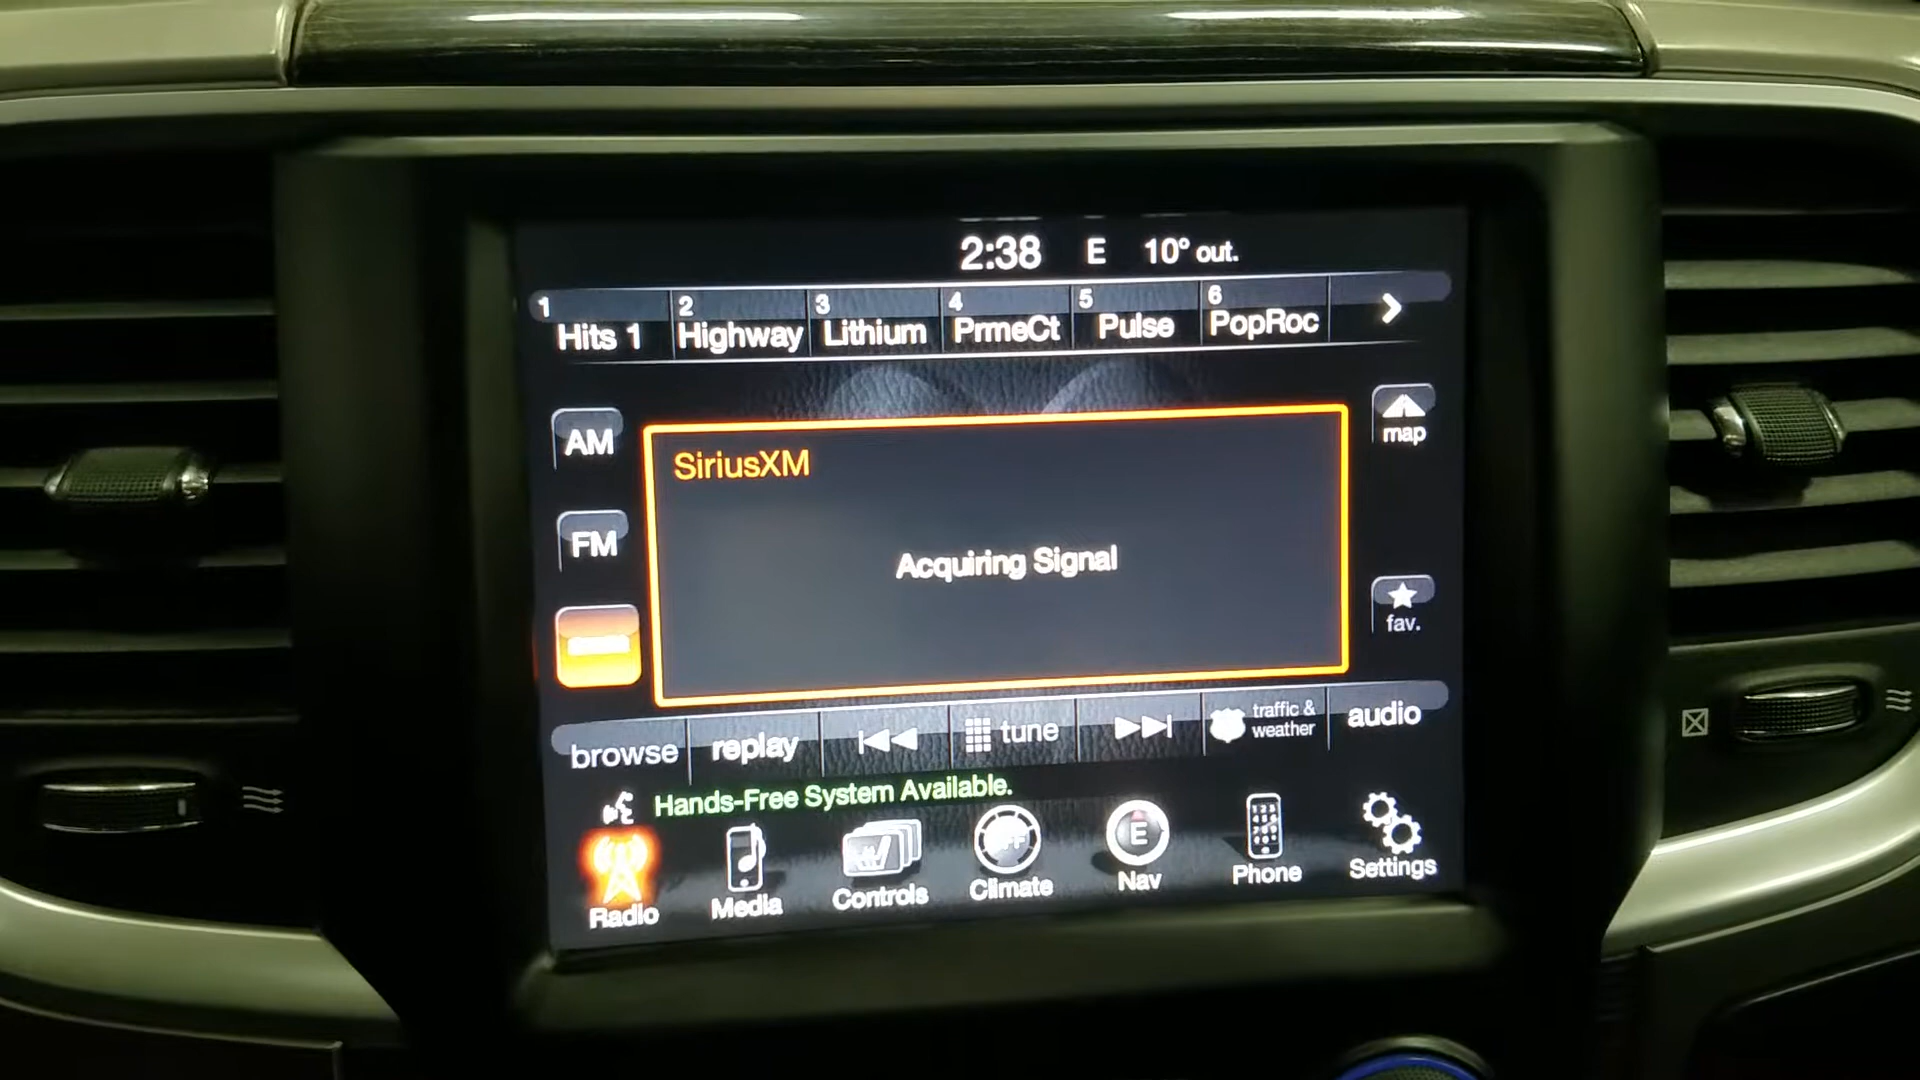 2:38 E 10° out.
1 Hits 1
2 Highway
3 Lithium
4 PrmeCt
5 Pulse
6 PopRoc
AM
FM
SiriusXM
Acquiring Signal
map
fav.
browse
replay
tune
traffic & weather
audio
Hands-Free System Available.
OFF
E
Radio
Media
Controls
Climate
Nav
Phone
Settings